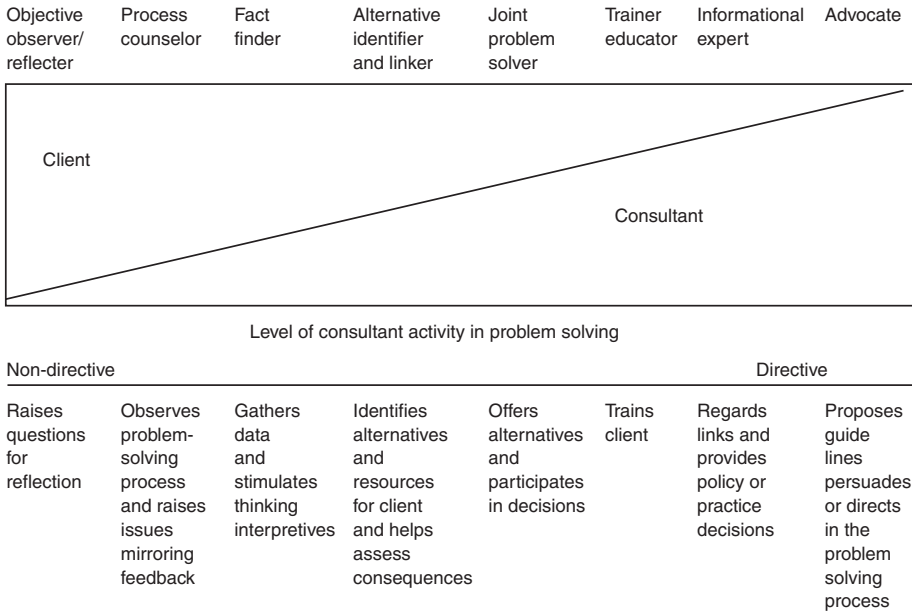 Objective
observer/
reflecter
Process
counselor
Fact
finder
Alternative
identifier
and linker
Joint
problem
solver
Trainer
educator
Informational
expert
Advocate
Client
Consultant
Level of consultant activity in problem solving
Non-directive
Directive
Raises
questions
for
reflection
Observes
problem-
solving
process
and raises
issues
mirroring
feedback
Gathers
data
and
stimulates
thinking
interpretives
Identifies
alternatives
and
resources
for client
and helps
assess
consequences
Offers
alternatives
and
participates
in decisions
Trains
client
Regards
links and
provides
policy or
practice
decisions
Proposes
guide
lines
persuades
or directs
in the
problem
solving
process